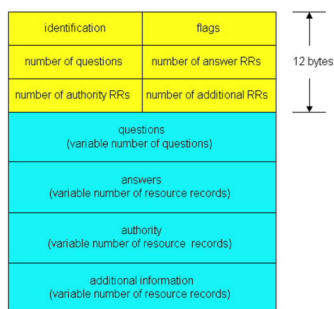 identification flags
number of questions number of answer RRs 12 bytes
number of authority RRs number of additional RRs
questions
(variable number of questions)
answers
(variable number of resource records)
authority
(variable number of resource records)
additional information
(variable number of resource records)